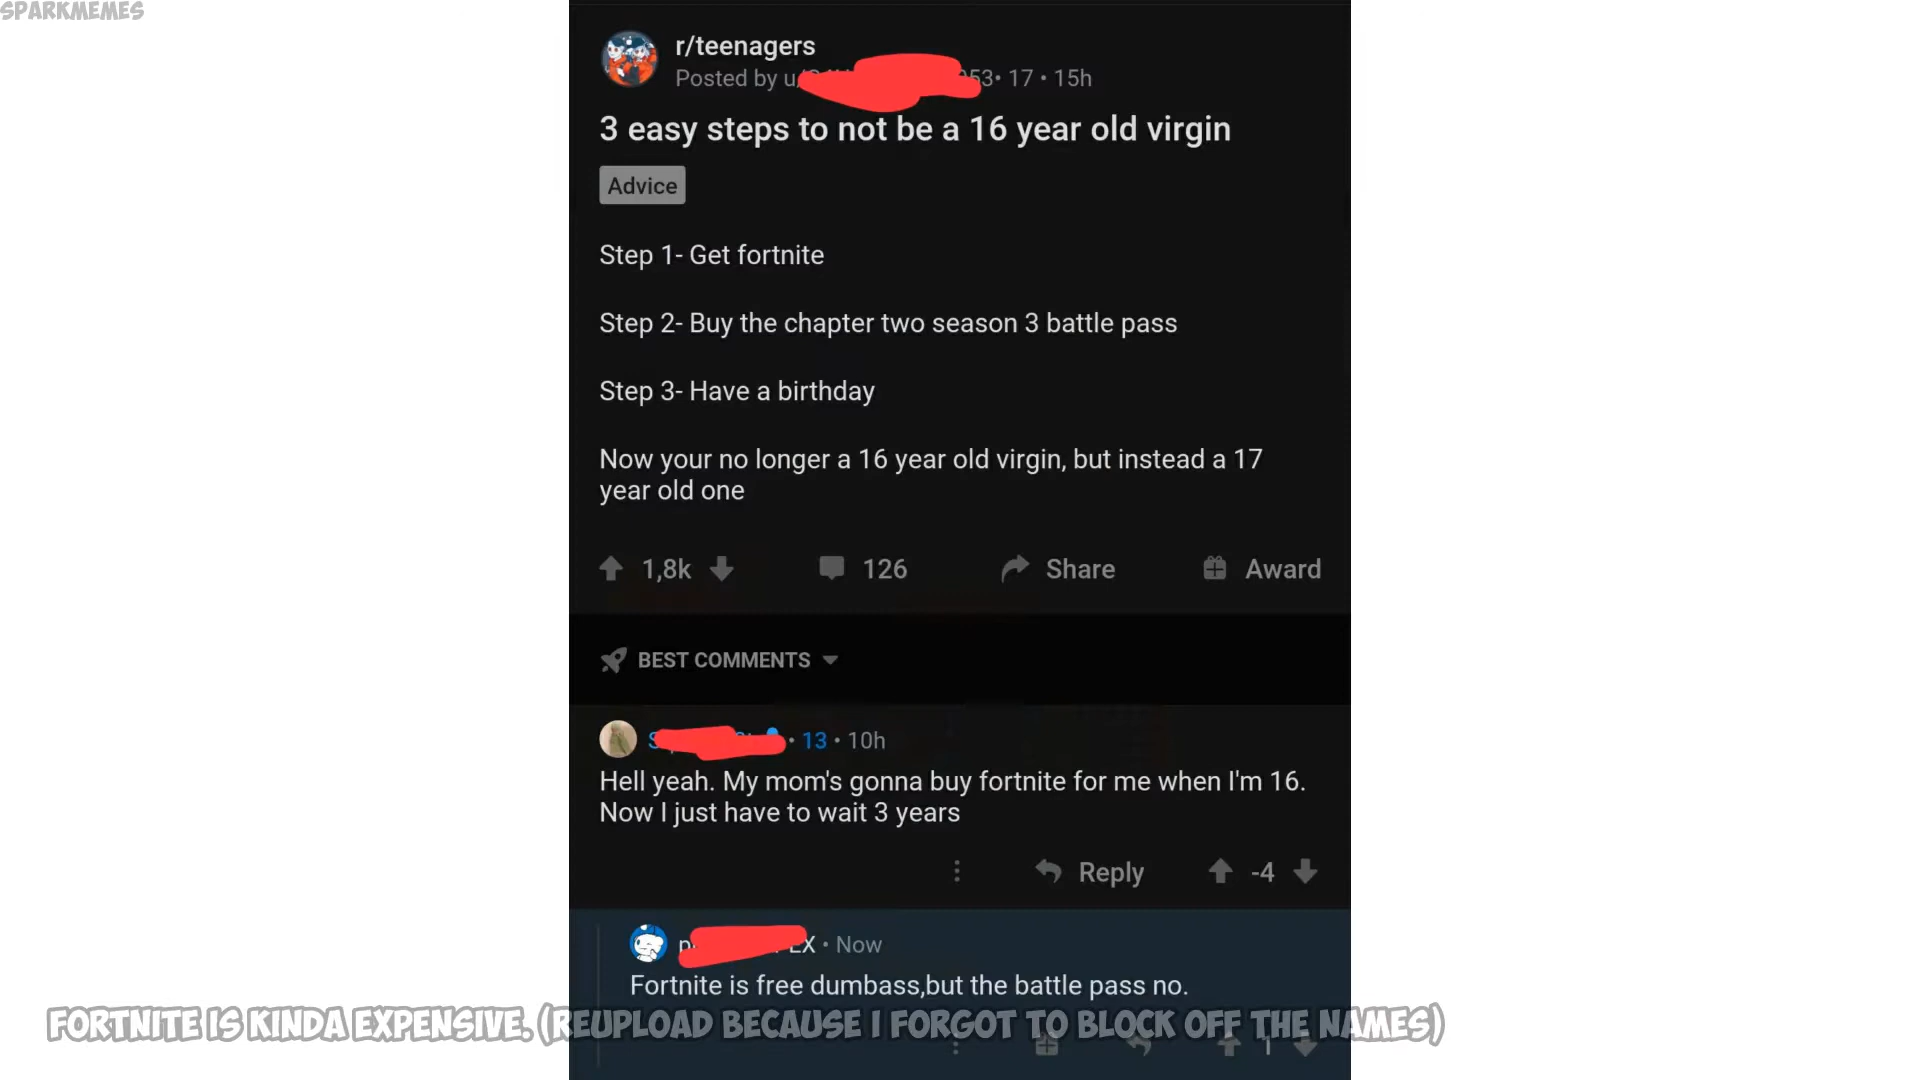 SPARKMEMES
r/teenagers
Posted by u/ 53 • 17 • 15h
3 easy steps to not be a 16 year old virgin
Advice
Step 1- Get fortnite
Step 2- Buy the chapter two season 3 battle pass
Step 3- Have a birthday
Now your no longer a 16 year old virgin, but instead a 17
year old one
1,8k 126 Share Award
BEST COMMENTS
• 13 • 10h
Hell yeah. My mom's gonna buy fortnite for me when I'm 16.
Now I just have to wait 3 years
Reply -4
EX • Now
Fortnite is free dumbass,but the battle pass no.
FORTNITE IS KINDA EXPENSIVE. (REUPLOAD BECAUSE I FORGOT TO BLOCK OFF THE NAMES)
1